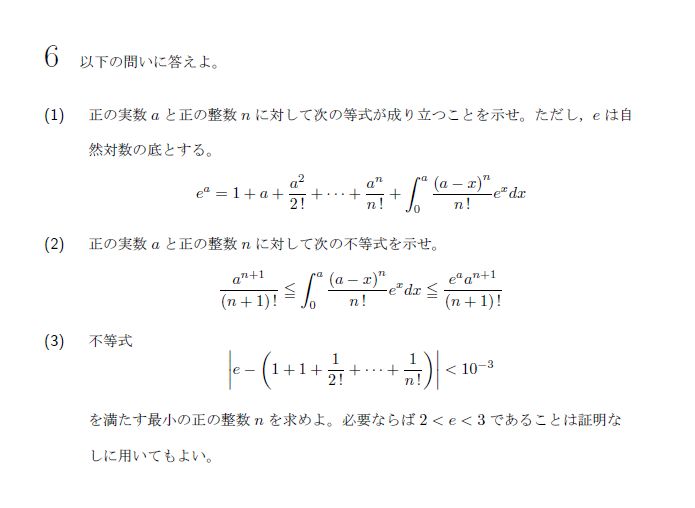 6 以下の問いに答えよ。
(1) 正の実数 a と正の整数 n に対して次の等式が成り立つことを示せ。ただし, e は自
然対数の底とする。
e^a = 1 + a + \frac{a^2}{2!} + \cdots + \frac{a^n}{n!} + \int_0^a \frac{(a-x)^n}{n!} e^x dx
(2) 正の実数 a と正の整数 n に対して次の不等式を示せ。
\frac{a^{n+1}}{(n+1)!} ≦ \int_0^a \frac{(a-x)^n}{n!} e^x dx ≦ \frac{e^a a^{n+1}}{(n+1)!}
(3) 不等式
\left| e - \left( 1 + 1 + \frac{1}{2!} + \cdots + \frac{1}{n!} \right) \right| < 10^{-3}
を満たす最小の正の整数 n を求めよ。必要ならば 2 < e < 3 であることは証明な
しに用いてもよい。